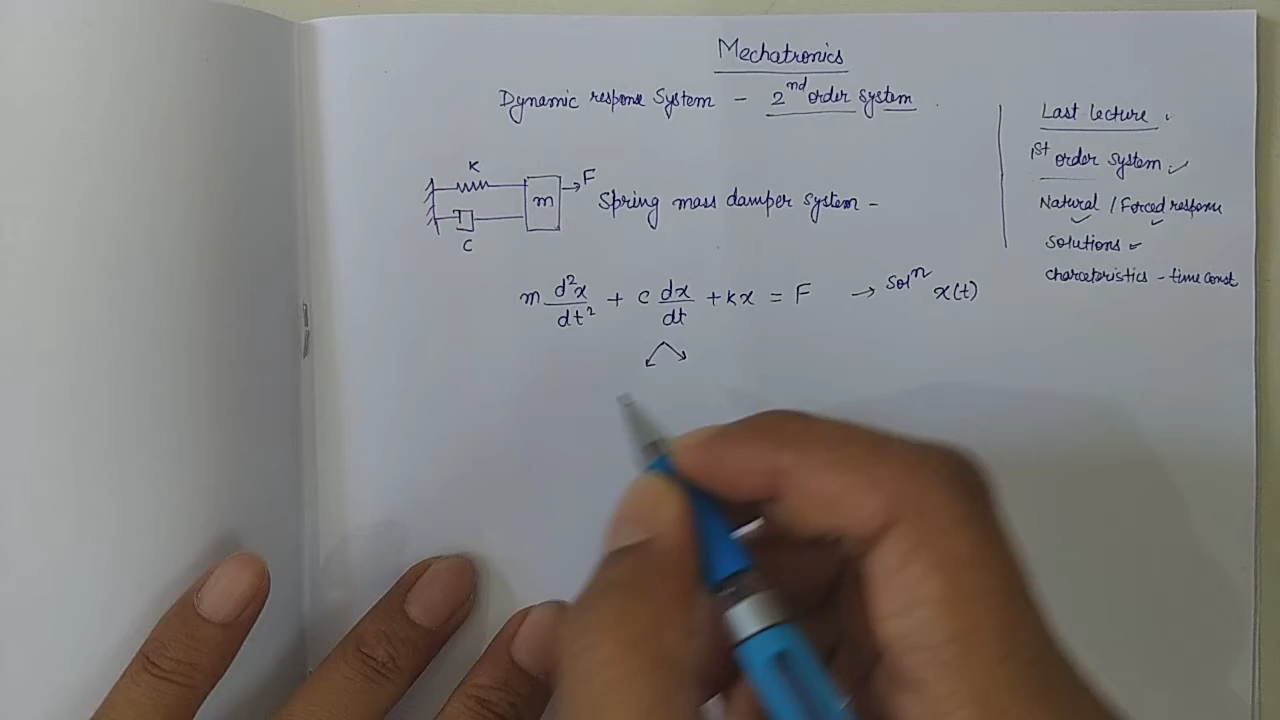 Mechatronics
Dynamic response System - 2nd order system
K
m
F
C
Spring mass damper system -
m d²x/dt² + c dx/dt + kx = F → Solⁿ x(t)
Last lecture .
1st order system ✓
Natural / Forced response
✓ ✓
Solutions ✓
charcetoristics - time const